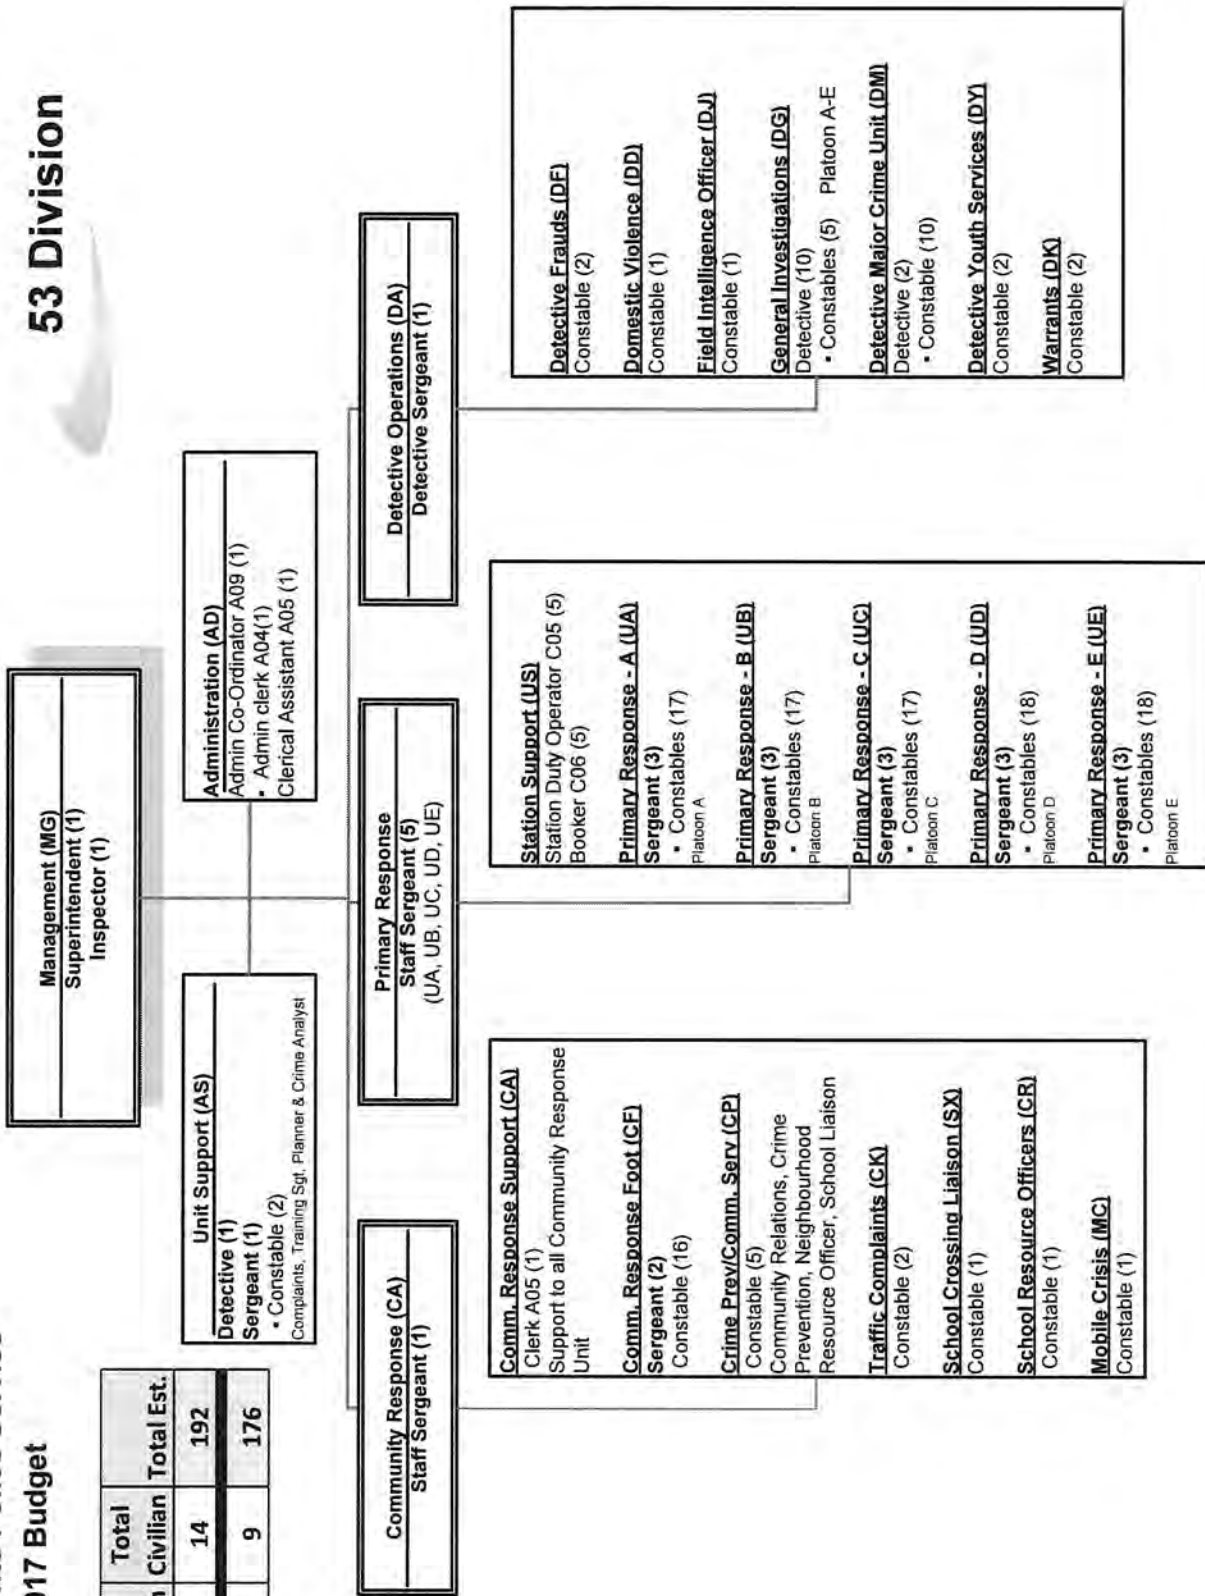 53 Division
017 Budget
Total
Civilian
Total Est.
14
192
9
176
Management (MG)
Superintendent (1)
Inspector (1)
Unit Support (AS)
Detective (1)
Sergeant (1)
• Constable (2)
Complaints, Training Sgt, Planner & Crime Analyst
Administration (AD)
Admin Co-Ordinator A09 (1)
• Admin clerk A04(1)
Clerical Assistant A05 (1)
Community Response (CA)
Staff Sergeant (1)
Primary Response
Staff Sergeant (5)
(UA, UB, UC, UD, UE)
Detective Operations (DA)
Detective Sergeant (1)
Comm. Response Support (CA)
Clerk A05 (1)
Support to all Community Response
Unit
Comm. Response Foot (CF)
Sergeant (2)
Constable (16)
Crime Prev/Comm. Serv (CP)
Constable (5)
Community Relations, Crime
Prevention, Neighbourhood
Resource Officer, School Liaison
Traffic Complaints (CK)
Constable (2)
School Crossing Liaison (SX)
Constable (1)
School Resource Officers (CR)
Constable (1)
Mobile Crisis (MC)
Constable (1)
Station Support (US)
Station Duty Operator C05 (5)
Booker C06 (5)
Primary Response - A (UA)
Sergeant (3)
• Constables (17)
Platoon A
Primary Response - B (UB)
Sergeant (3)
• Constables (17)
Platoon B
Primary Response - C (UC)
Sergeant (3)
• Constables (17)
Platoon C
Primary Response - D (UD)
Sergeant (3)
• Constables (18)
Platoon D
Primary Response - E (UE)
Sergeant (3)
• Constables (18)
Platoon E
Detective Frauds (DF)
Constable (2)
Domestic Violence (DD)
Constable (1)
Field Intelligence Officer (DJ)
Constable (1)
General Investigations (DG)
Detective (10)
• Constables (5) Platoon A-E
Detective Major Crime Unit (DM)
Detective (2)
• Constable (10)
Detective Youth Services (DY)
Constable (2)
Warrants (DK)
Constable (2)